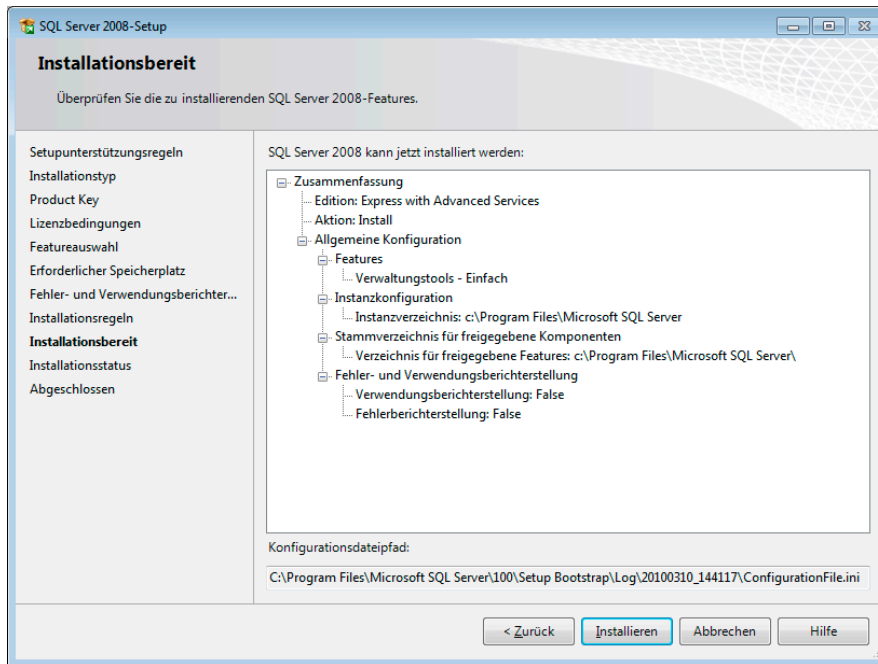 SQL Server 2008-Setup
Installationsbereit
Überprüfen Sie die zu installierenden SQL Server 2008-Features.
Setupunterstützungsregeln
Installationstyp
Product Key
Lizenzbedingungen
Featureauswahl
Erforderlicher Speicherplatz
Fehler- und Verwendungsberichter...
Installationsregeln
Installationsbereit
Installationsstatus
Abgeschlossen
SQL Server 2008 kann jetzt installiert werden:
Zusammenfassung
Edition: Express with Advanced Services
Aktion: Install
Allgemeine Konfiguration
Features
Verwaltungstools - Einfach
Instanzkonfiguration
Instanzverzeichnis: c:\Program Files\Microsoft SQL Server
Stammverzeichnis für freigegebene Komponenten
Verzeichnis für freigegebene Features: c:\Program Files\Microsoft SQL Server\
Fehler- und Verwendungsberichterstellung
Verwendungsberichterstellung: False
Fehlerberichterstellung: False
Konfigurationsdateipfad:
C:\Program Files\Microsoft SQL Server\100\Setup Bootstrap\Log\20100310_144117\ConfigurationFile.ini
< Zurück
Installieren
Abbrechen
Hilfe